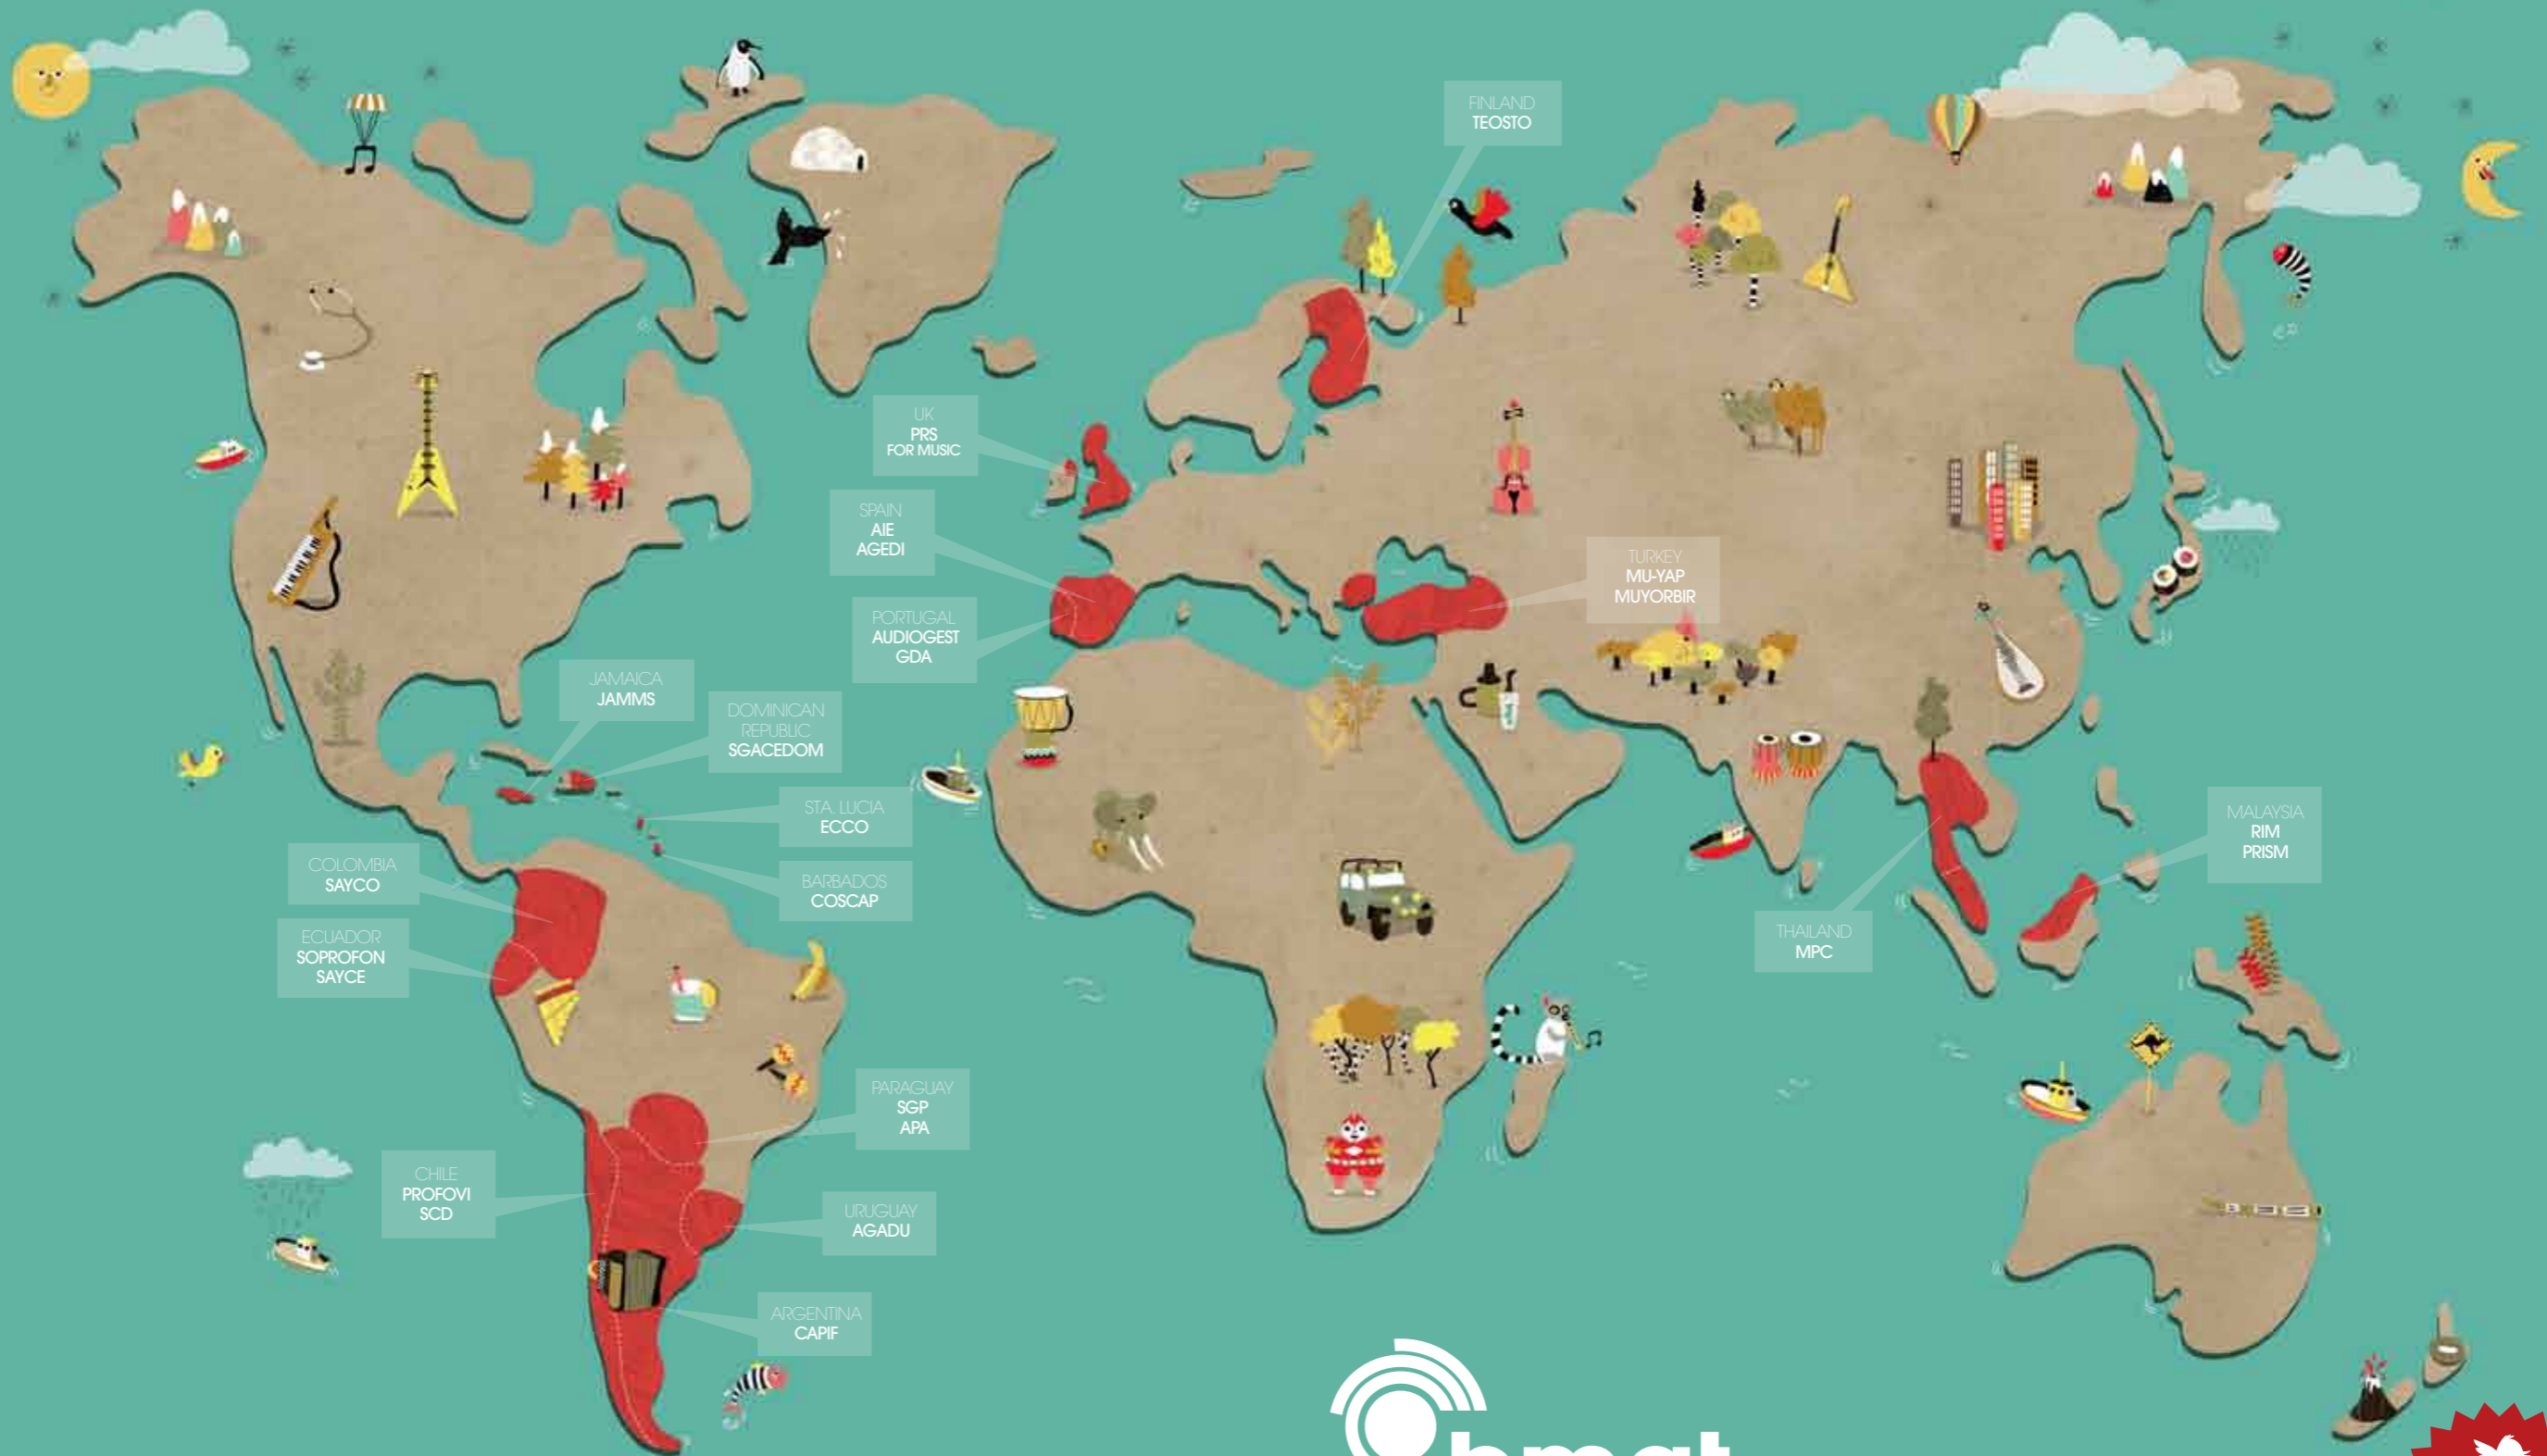 FINLAND
TEOSTO
UK
PRS
FOR MUSIC
SPAIN
AIE
AGEDI
TURKEY
MU-YAP
MUYORBIR
PORTUGAL
AUDIOGEST
GDA
JAMAICA
JAMMS
DOMINICAN
REPUBLIC
SGACEDOM
STA. LUCIA
ECCO
BARBADOS
COSCAP
COLOMBIA
SAYCO
ECUADOR
SOPROFON
SAYCE
MALAYSIA
RIM
PRISM
THAILAND
MPC
PARAGUAY
SGP
APA
CHILE
PROFOVI
SCD
URUGUAY
AGADU
ARGENTINA
CAPIF
bmat